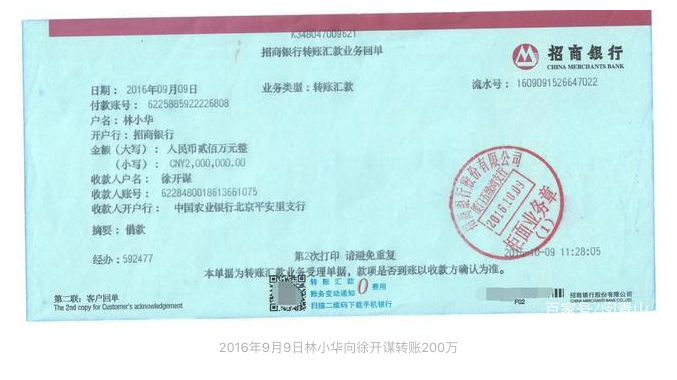 K348047009621
招商银行转账汇款业务回单
招商银行
CHINA MERCHANTS BANK
日期： 2016年09月09日
业务类型：转账汇款
流水号： 1609091526647022
付款账号： 6225885922226808
户名：林小华
开户行：招商银行
金额（大写）： 人民币贰佰万元整
（小写）： CNY2,000,000.00
收款人户名： 徐开谋
收款人账号： 6228480018613661075
收款人开户行： 中国农业银行北京平安里支行
摘要： 借款
经办：592477
股份有限公司
2016.10.09
柜面业务章
(1)
第2次打印 请避免重复
2016-10-09 11:28:05
本单据为转账汇款业务受理单据，款项是否到账以收款方确认为准。
转账汇款 0 费用
账务变动通知
扫描二维码下载手机银行
第二联：客户回单
The 2nd copy for Customer's acknowledgement
F02
招商银行股份有限公司
CHINA MERCHANTS BANK CO., LTD.
2016年9月9日林小华向徐开谋转账200万